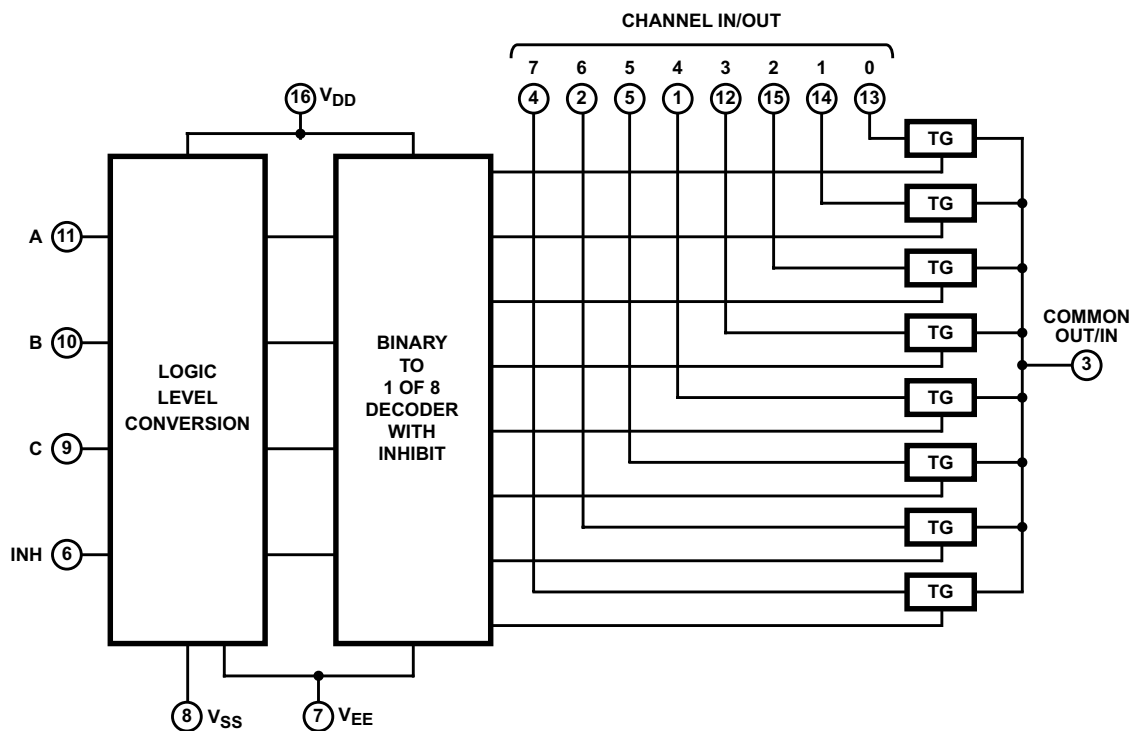 CHANNEL IN/OUT
7 6 5 4 3 2 1 0
4 2 5 1 12 15 14 13
16 VDD
TG
TG
TG
TG
TG
TG
TG
TG
A 11
B 10
C 9
INH 6
LOGIC
LEVEL
CONVERSION
BINARY
TO
1 OF 8
DECODER
WITH
INHIBIT
COMMON
OUT/IN
3
8 VSS
7 VEE